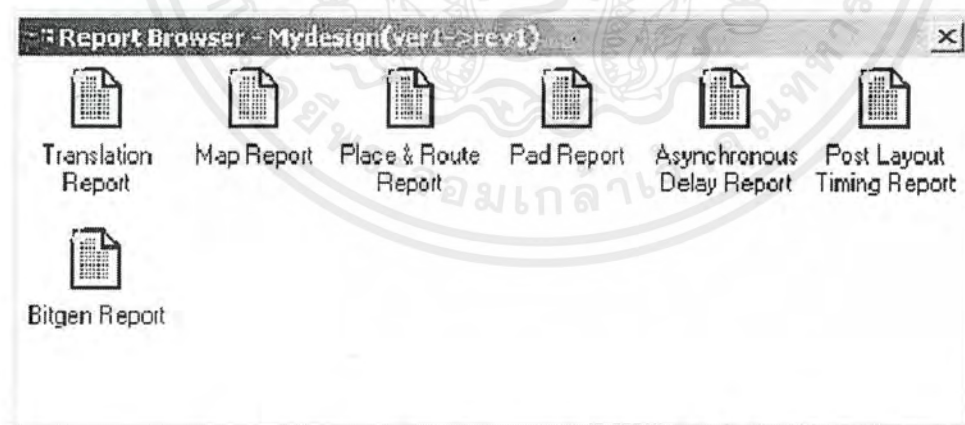 Report Browser - Mydesign(ver1->rev1)
Translation Report
Map Report
Place & Route Report
Pad Report
Asynchronous Delay Report
Post Layout Timing Report
Bitgen Report